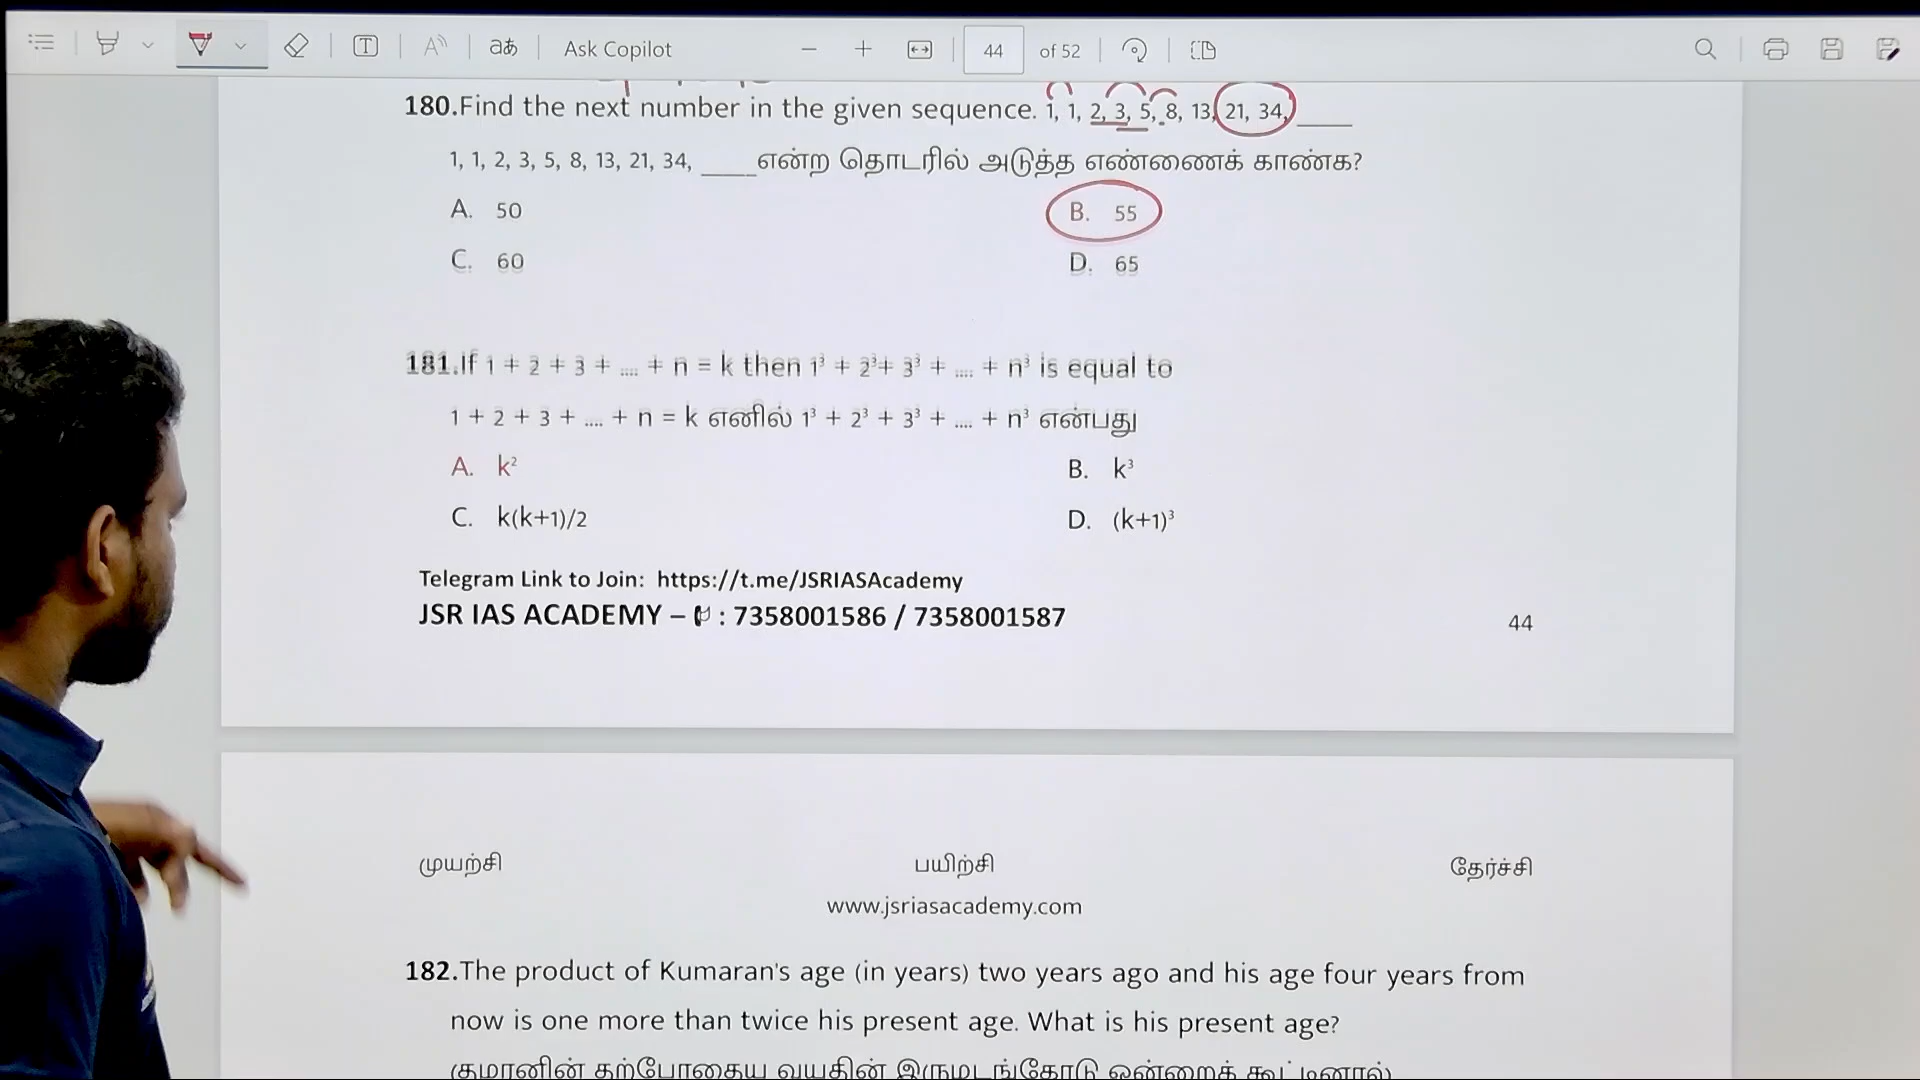 Ask Copilot
44
of 52
180.Find the next number in the given sequence. 1, 1, 2, 3, 5, 8, 13, 21, 34, ____
1, 1, 2, 3, 5, 8, 13, 21, 34, ____என்ற தொடரில் அடுத்த எண்ணைக் காண்க?
A. 50
B. 55
C. 60
D. 65
181.If 1 + 2 + 3 + .... + n = k then 1³ + 2³+ 3³ + .... + n³ is equal to
1 + 2 + 3 + .... + n = k எனில் 1³ + 2³ + 3³ + .... + n³ என்பது
A. k²
B. k³
C. k(k+1)/2
D. (k+1)³
Telegram Link to Join: https://t.me/JSRIASAcademy
JSR IAS ACADEMY – : 7358001586 / 7358001587
44
முயற்சி
பயிற்சி
தேர்ச்சி
www.jsriasacademy.com
182.The product of Kumaran's age (in years) two years ago and his age four years from
now is one more than twice his present age. What is his present age?
குமரனின் தற்போதைய வயதின் இருமடங்கோடு ஒன்றைக் கூட்டினால்